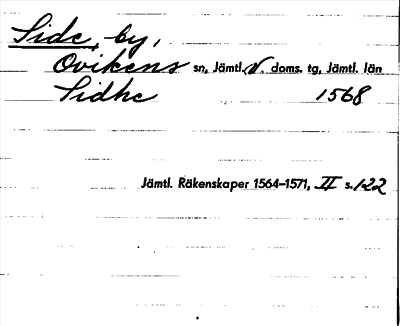 Side, by,
Ovikens sn, Jämtl. V. doms. tg, Jämtl. län
Sidhe 1568
Jämtl. Räkenskaper 1564–1571, II s. 122